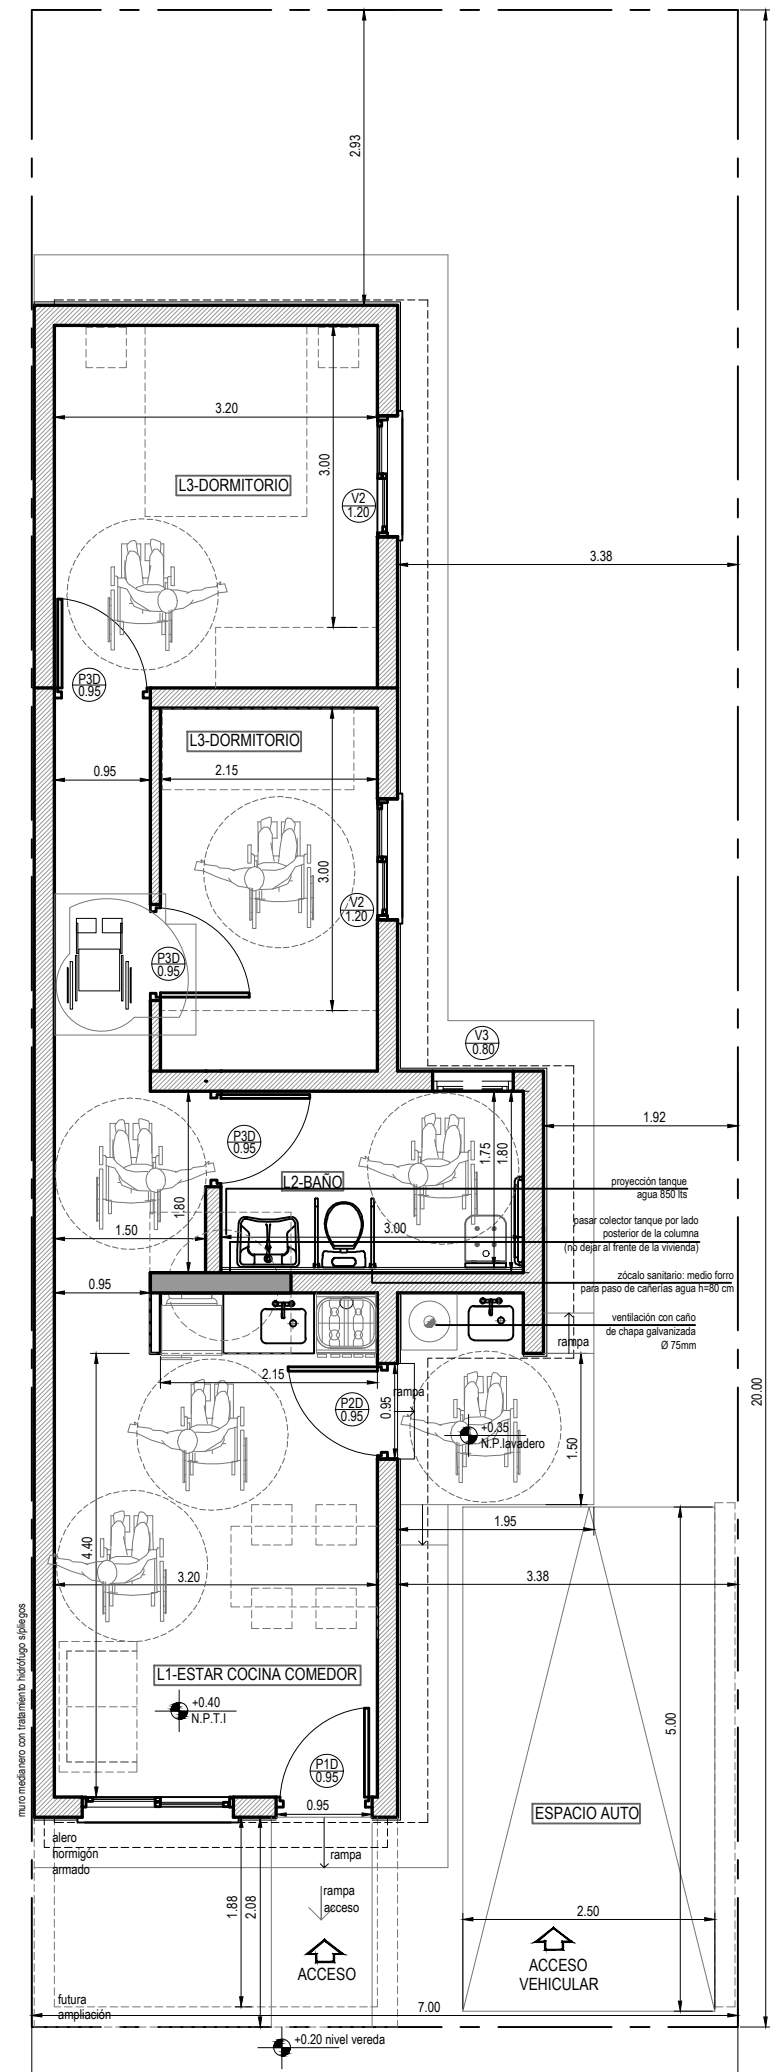 2.93
3.20
3.00
L3-DORMITORIO
V2
1.20
3.38
P3D
0.95
L3-DORMITORIO
0.95
2.15
3.00
V2
1.20
P3D
0.95
V3
0.80
1.92
P3D
0.95
1.75
1.80
1.80
L2-BAÑO
proyección tanque
agua 850 lts
3.00
pasar colector tanque por lado
posterior de la columna
(no dejar al frente de la vivienda)
1.50
0.95
zócalo sanitario: medio forro
para paso de cañerías agua h=80 cm
ventilación con caño
de chapa galvanizada
Ø 75mm
rampa
2.15
rampa
0.95
P2D
0.95
20.00
+0.35
N.P.lavadero
1.50
1.95
4.40
3.20
3.38
muro medianero con tratamiento hidrófugo s/pliegos
L1-ESTAR COCINA COMEDOR
+0.40
N.P.T.I
5.00
P1D
0.95
0.95
ESPACIO AUTO
alero
hormigón
armado
rampa
rampa
acceso
1.88
2.08
2.50
ACCESO
ACCESO
VEHICULAR
futura
ampliación
7.00
+0.20 nivel vereda